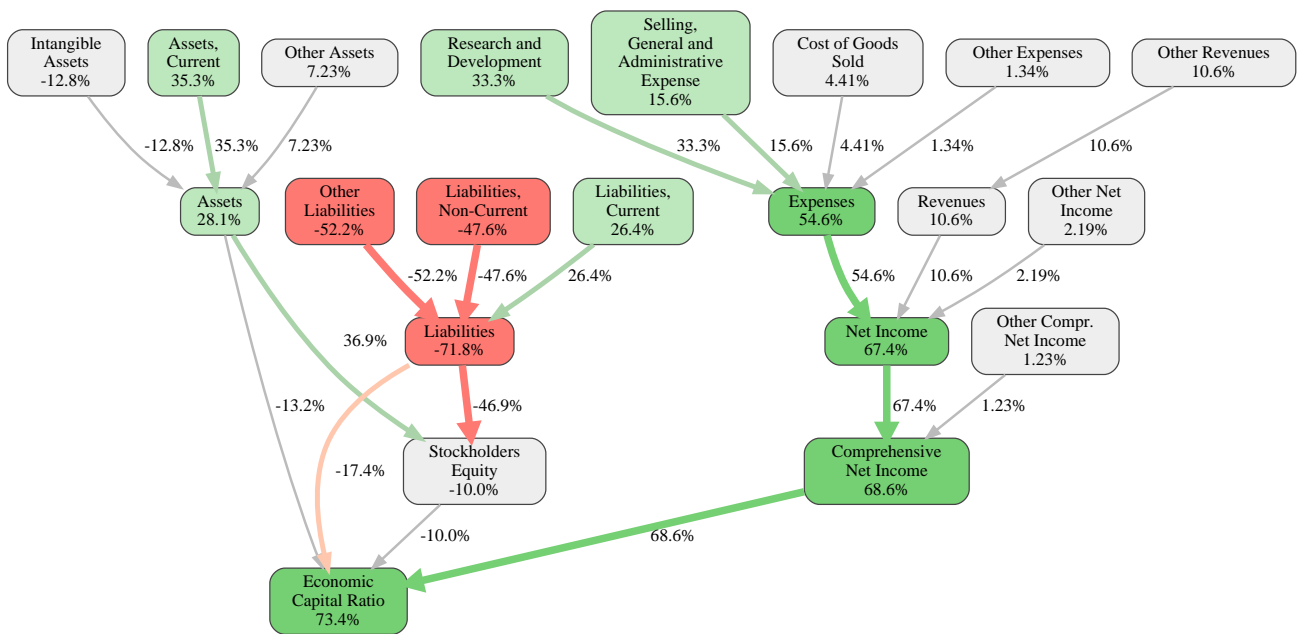 Intangible
Assets
-12.8%
Assets,
Current
35.3%
Other Assets
7.23%
Research and
Development
33.3%
Selling,
General and
Administrative
Expense
15.6%
Cost of Goods
Sold
4.41%
Other Expenses
1.34%
Other Revenues
10.6%
-12.8%
35.3%
7.23%
33.3%
15.6%
4.41%
1.34%
10.6%
Assets
28.1%
Other
Liabilities
-52.2%
Liabilities,
Non-Current
-47.6%
Liabilities,
Current
26.4%
Expenses
54.6%
Revenues
10.6%
Other Net
Income
2.19%
-52.2%
-47.6%
26.4%
54.6%
10.6%
2.19%
36.9%
Liabilities
-71.8%
Net Income
67.4%
Other Compr.
Net Income
1.23%
-13.2%
-46.9%
67.4%
1.23%
-17.4%
Stockholders
Equity
-10.0%
Comprehensive
Net Income
68.6%
-10.0%
68.6%
Economic
Capital Ratio
73.4%